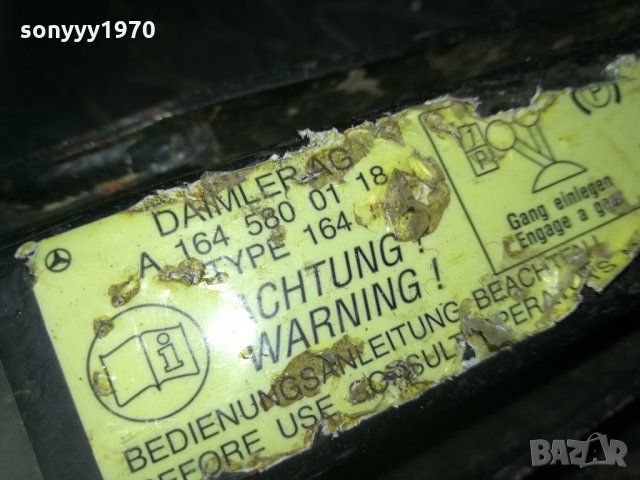 sonyyy1970
DAIMLER AG
A 164 580 01 18
TYPE 164
ACHTUNG!
WARNING!
BEDIENUNGSANLEITUNG BEACHTEN
BEFORE USE CONSULT
1
P
(P)
Gang einlegen
Engage a gear
BAZAR